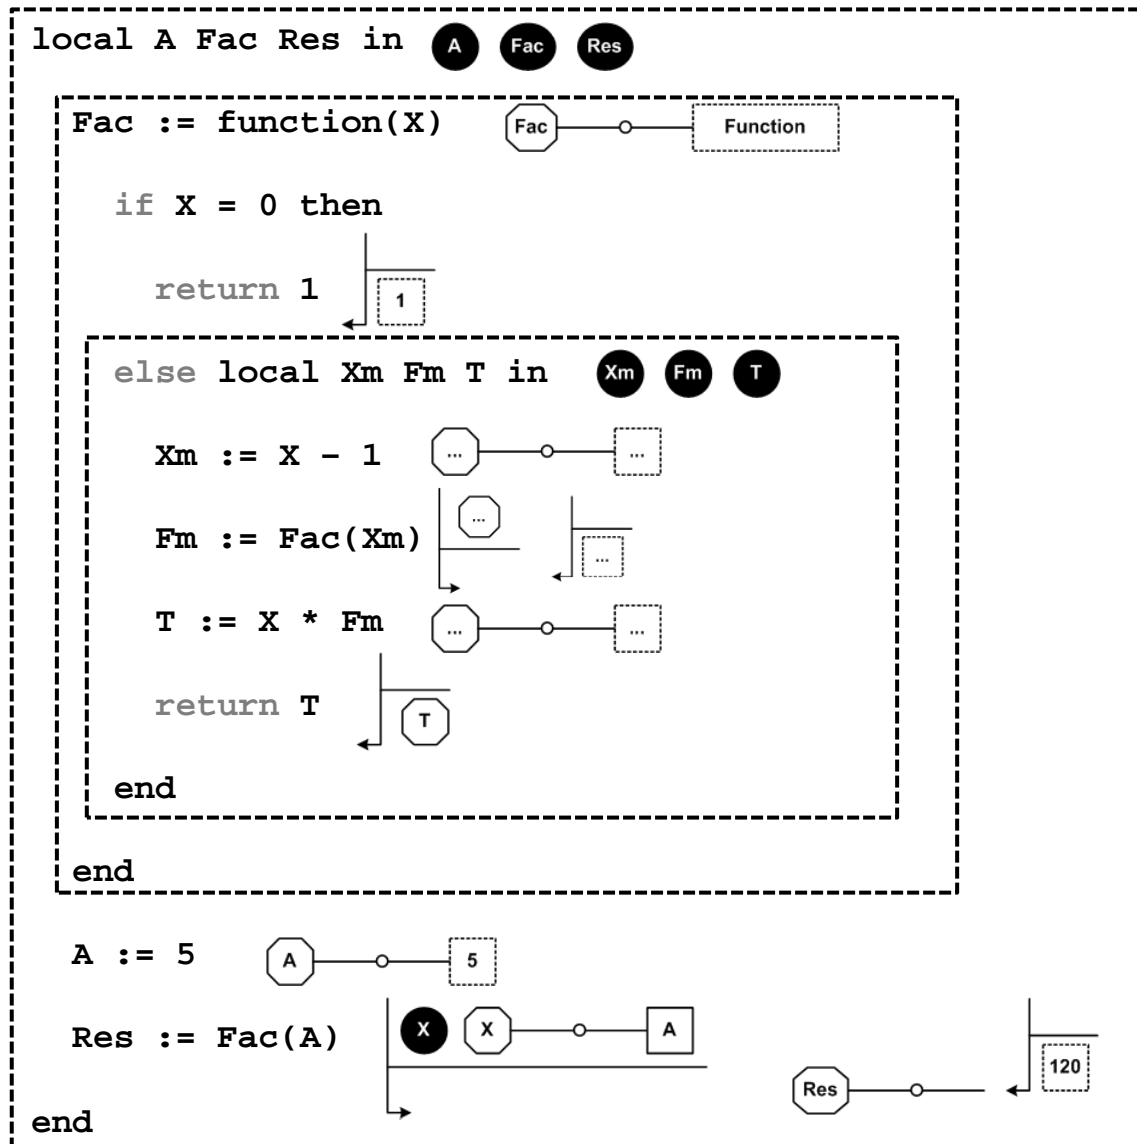 local A Fac Res in A Fac Res
Fac := function(X) Fac Function
if X = 0 then
return 1 1
else local Xm Fm T in Xm Fm T
Xm := X – 1 ... ...
Fm := Fac(Xm) ... ...
T := X * Fm ... ...
return T T
end
end
A := 5 A 5
Res := Fac(A) X X A Res 120
end